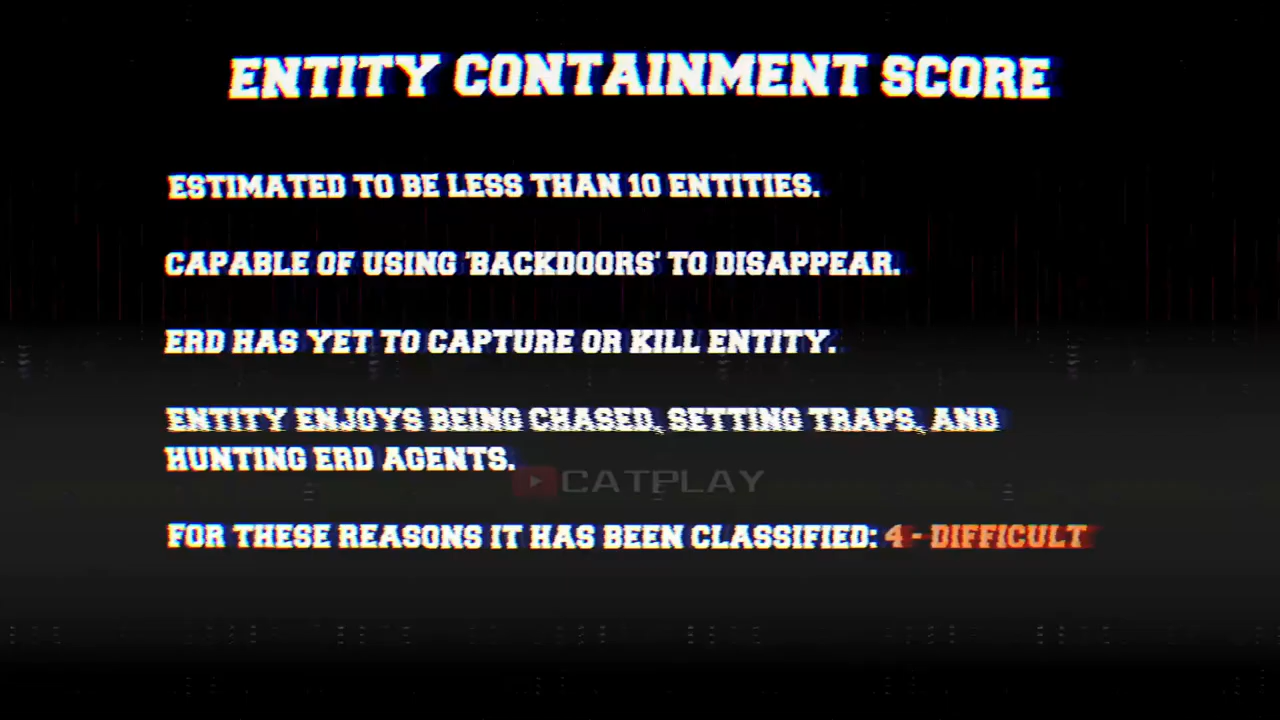 ENTITY CONTAINMENT SCORE
ESTIMATED TO BE LESS THAN 10 ENTITIES.
CAPABLE OF USING 'BACKDOORS' TO DISAPPEAR.
ERD HAS YET TO CAPTURE OR KILL ENTITY.
ENTITY ENJOYS BEING CHASED, SETTING TRAPS, AND
HUNTING ERD AGENTS.
CATPLAY
FOR THESE REASONS IT HAS BEEN CLASSIFIED: 4 - DIFFICULT